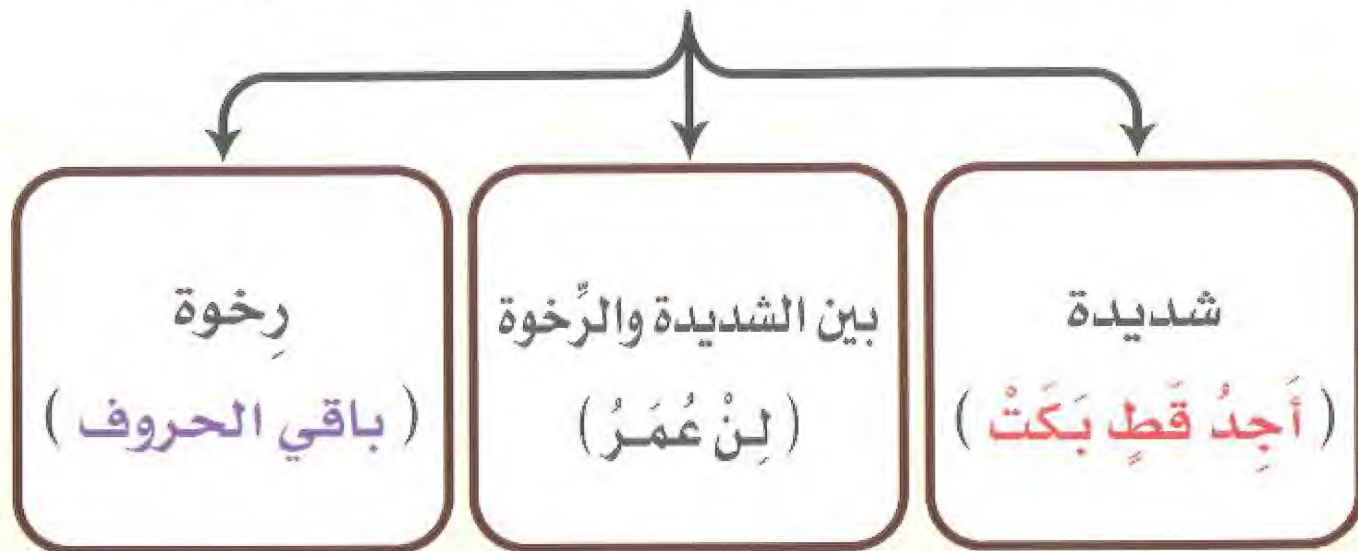 شديدة
( أَجِدُ قَطٍ بَكَتْ )
بين الشديدة والرِّخوة
( لِنْ عُمَرُ )
رِخوة
( باقي الحروف )